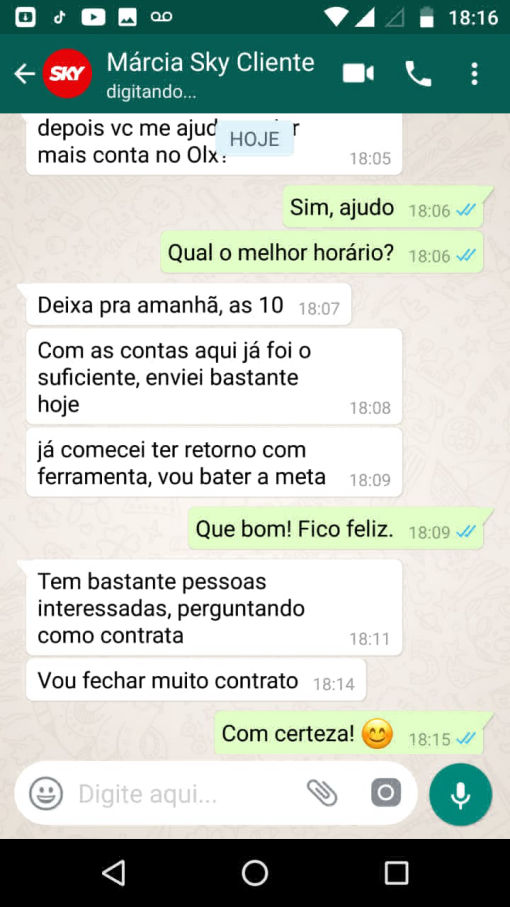 18:16
SKY
Márcia Sky Cliente
digitando...
depois vc me ajud
HOJE
mais conta no Olx?
18:05
Sim, ajudo 18:06
Qual o melhor horário? 18:06
Deixa pra amanhã, as 10 18:07
Com as contas aqui já foi o
suficiente, enviei bastante
hoje
18:08
já comecei ter retorno com
ferramenta, vou bater a meta 18:09
Que bom! Fico feliz. 18:09
Tem bastante pessoas
interessadas, perguntando
como contrata
18:11
Vou fechar muito contrato 18:14
Com certeza! 18:15
Digite aqui...